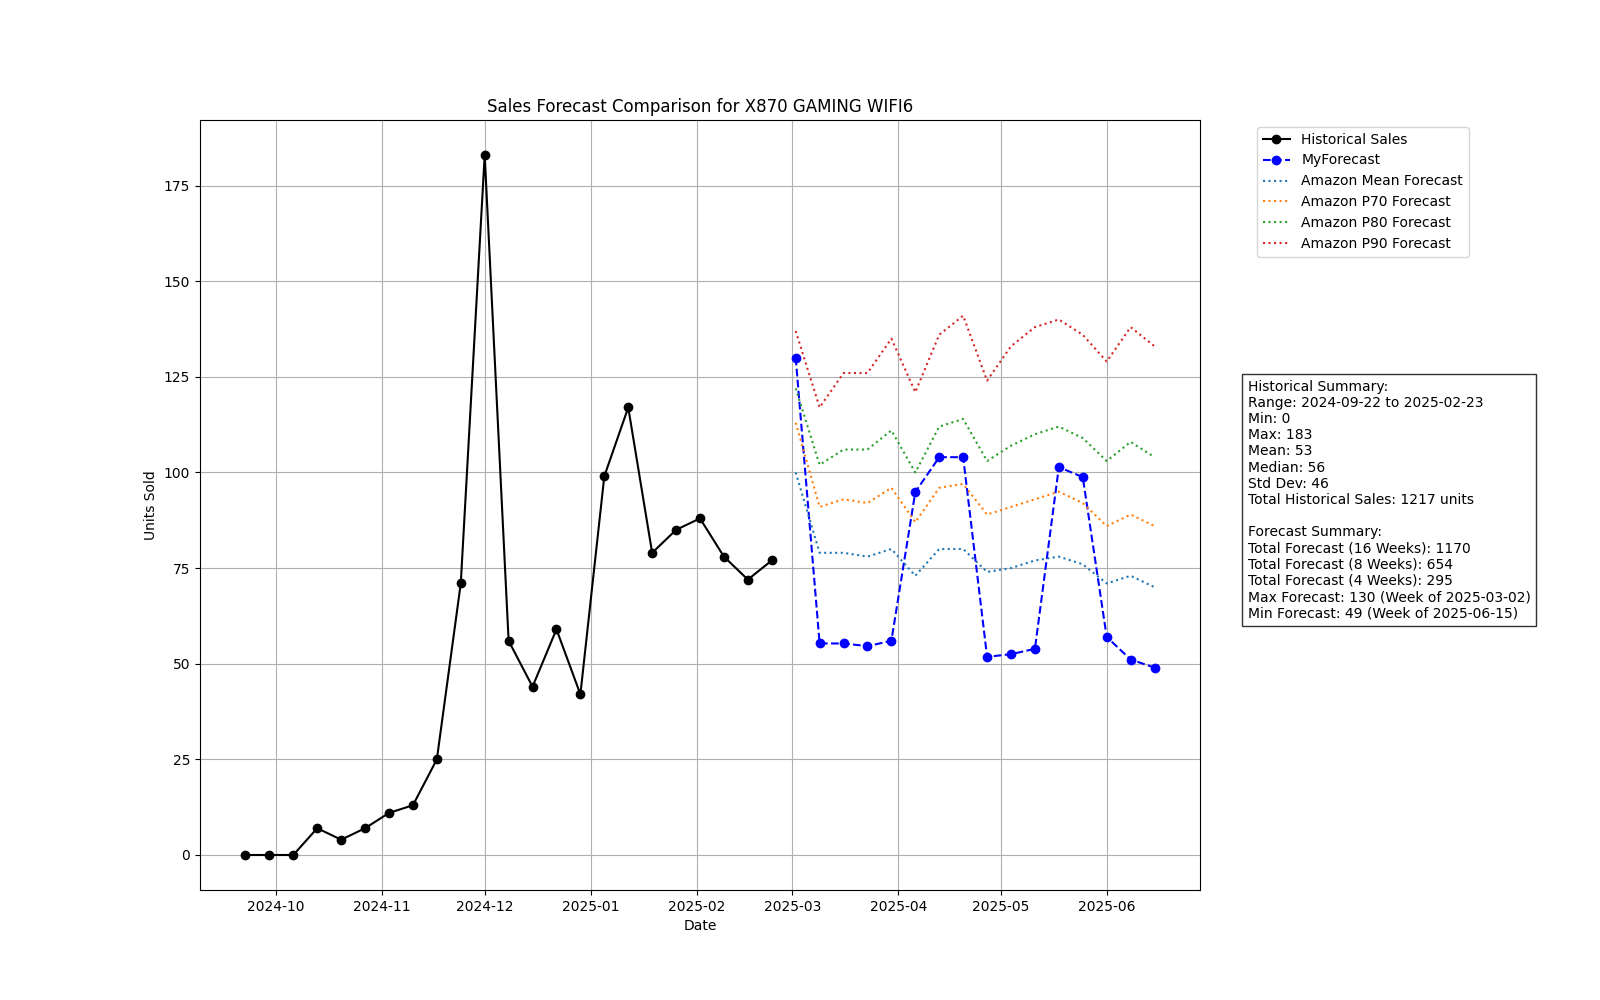 Sales Forecast Comparison for X870 GAMING WIFI6
Historical Sales
MyForecast
Amazon Mean Forecast
Amazon P70 Forecast
Amazon P80 Forecast
Amazon P90 Forecast
175
150
125
100
75
50
25
0
Units Sold
2024-10
2024-11
2024-12
2025-01
2025-02
2025-03
2025-04
2025-05
2025-06
Date
Historical Summary:
Range: 2024-09-22 to 2025-02-23
Min: 0
Max: 183
Mean: 53
Median: 56
Std Dev: 46
Total Historical Sales: 1217 units
Forecast Summary:
Total Forecast (16 Weeks): 1170
Total Forecast (8 Weeks): 654
Total Forecast (4 Weeks): 295
Max Forecast: 130 (Week of 2025-03-02)
Min Forecast: 49 (Week of 2025-06-15)